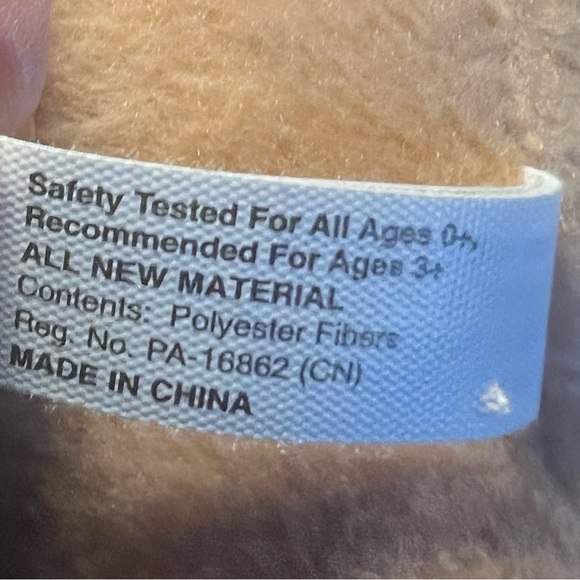 Safety Tested For All Ages 0+,
Recommended For Ages 3+
ALL NEW MATERIAL
Contents: Polyester Fibers
Reg. No. PA-16862 (CN)
MADE IN CHINA